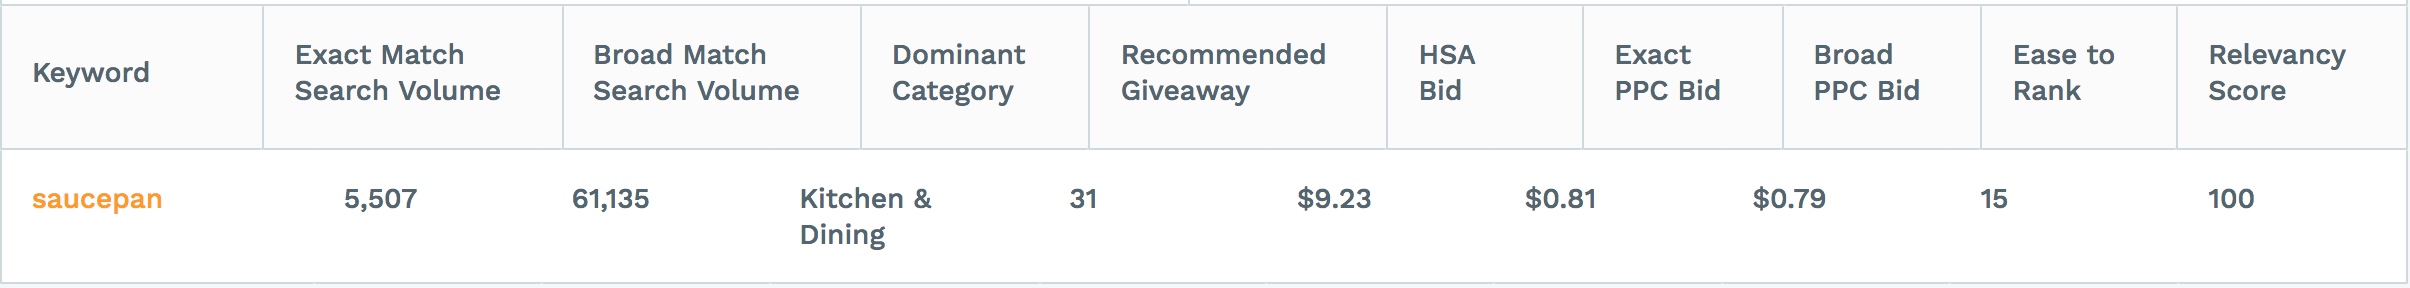 Keyword
Exact Match
Search Volume
Broad Match
Search Volume
Dominant
Category
Recommended
Giveaway
HSA
Bid
Exact
PPC Bid
Broad
PPC Bid
Ease to
Rank
Relevancy
Score
saucepan
5,507
61,135
Kitchen &
Dining
31
$9.23
$0.81
$0.79
15
100